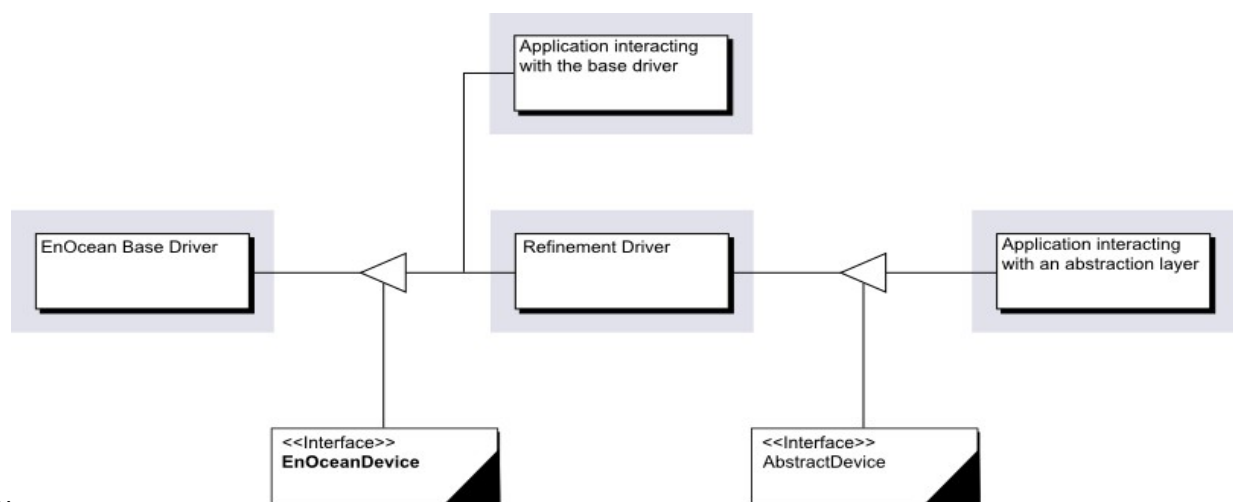 Application interacting
with the base driver
EnOcean Base Driver
Refinement Driver
Application interacting
with an abstraction layer
<<Interface>>
EnOceanDevice
<<Interface>>
AbstractDevice